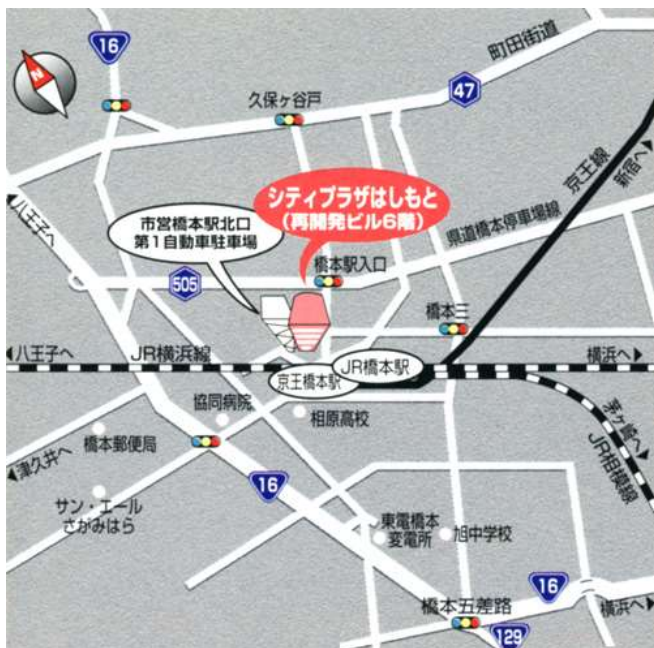 16
町田街道
N
47
久保ヶ谷戸
京王線
新宿へ
シティプラザはしもと
(再開発ビル6階)
八王子へ
市営橋本駅北口
第1自動車駐車場
県道橋本停車場線
橋本駅入口
505
橋本三
八王子へ
JR横浜線
横浜へ
JR橋本駅
京王橋本駅
茅ヶ崎へ
JR相模線
協同病院
相原高校
橋本郵便局
津久井へ
16
サン・エール
さがみはら
東電橋本
変電所
旭中学校
16
橋本五差路
横浜へ
129